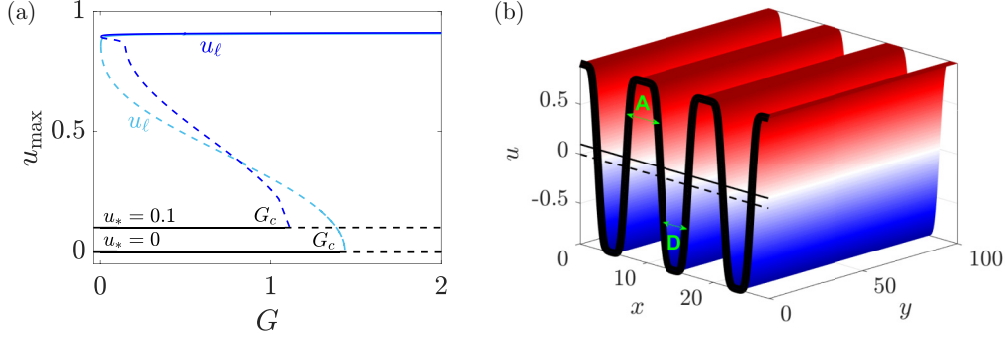 (a)
1
0.5
0
u_max
u_ℓ
u_ℓ
u_* = 0.1
G_c
u_* = 0
G_c
0
1
2
G
(b)
0.5
0
-0.5
u
A
D
0
10
20
x
0
50
100
y